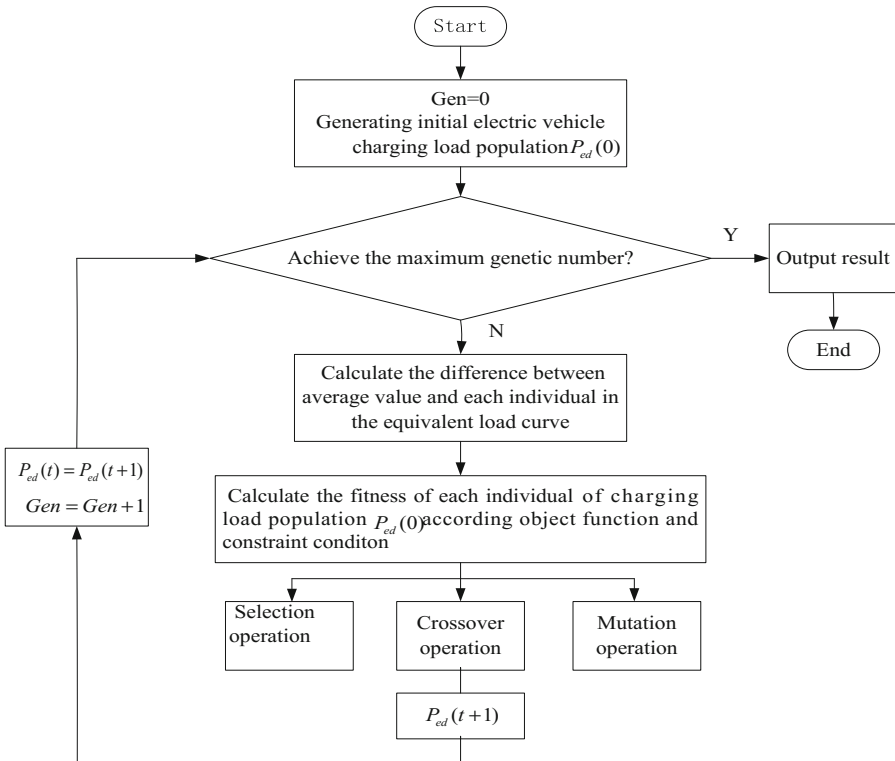 Start
Gen=0
Generating initial electric vehicle
charging load population P_ed(0)
Achieve the maximum genetic number?
Y
Output result
End
N
Calculate the difference between
average value and each individual in
the equivalent load curve
P_ed(t) = P_ed(t+1)
Gen = Gen+1
Calculate the fitness of each individual of charging
load population P_ed(0) according object function and
constraint conditon
Selection
operation
Crossover
operation
Mutation
operation
P_ed(t+1)